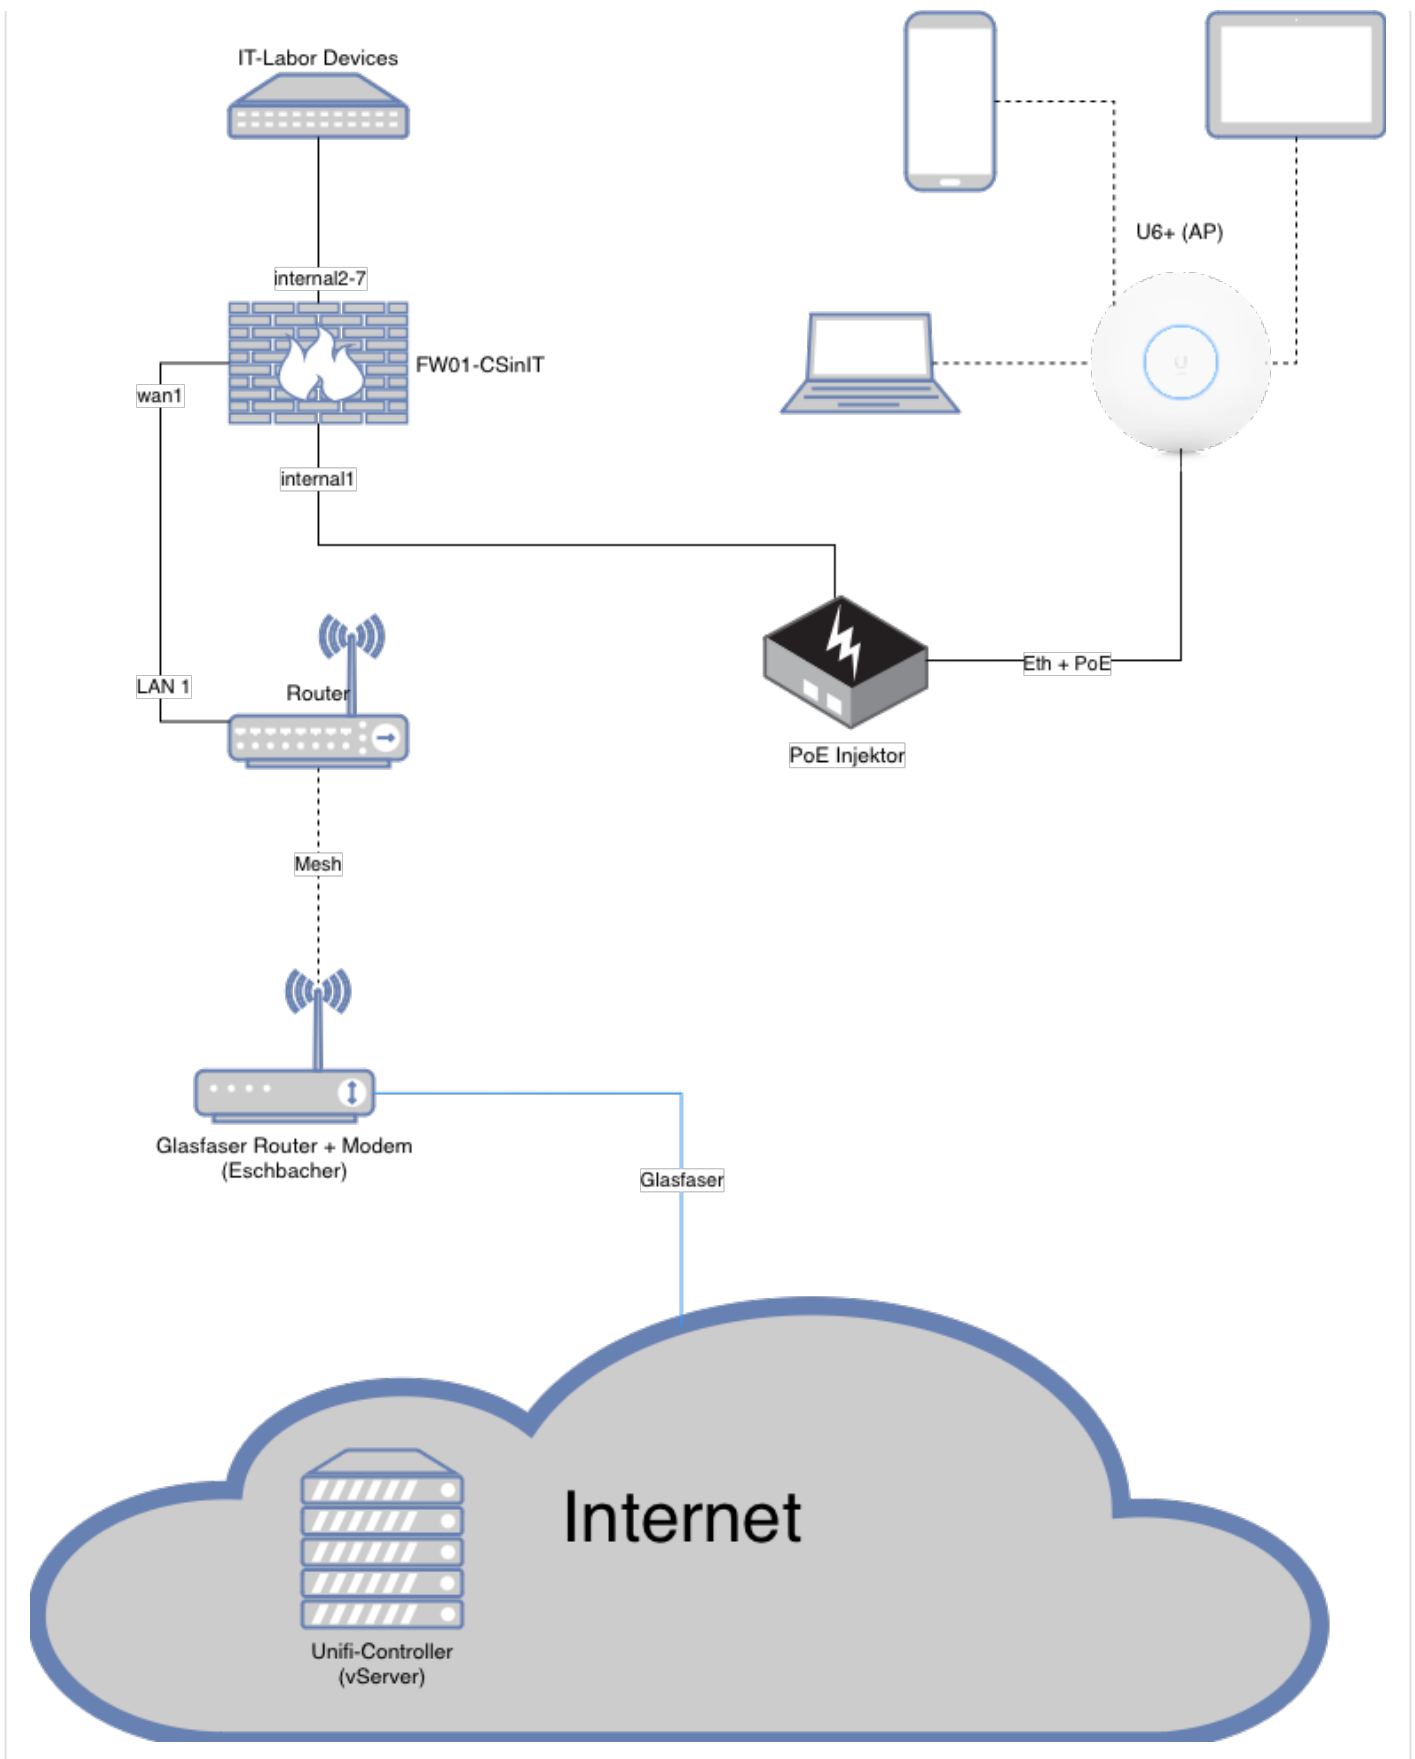 IT-Labor Devices
U6+ (AP)
internal2-7
FW01-CSinIT
wan1
internal1
Eth + PoE
LAN 1
Router
PoE Injektor
Mesh
Glasfaser Router + Modem
(Eschbacher)
Glasfaser
Internet
Unifi-Controller
(vServer)